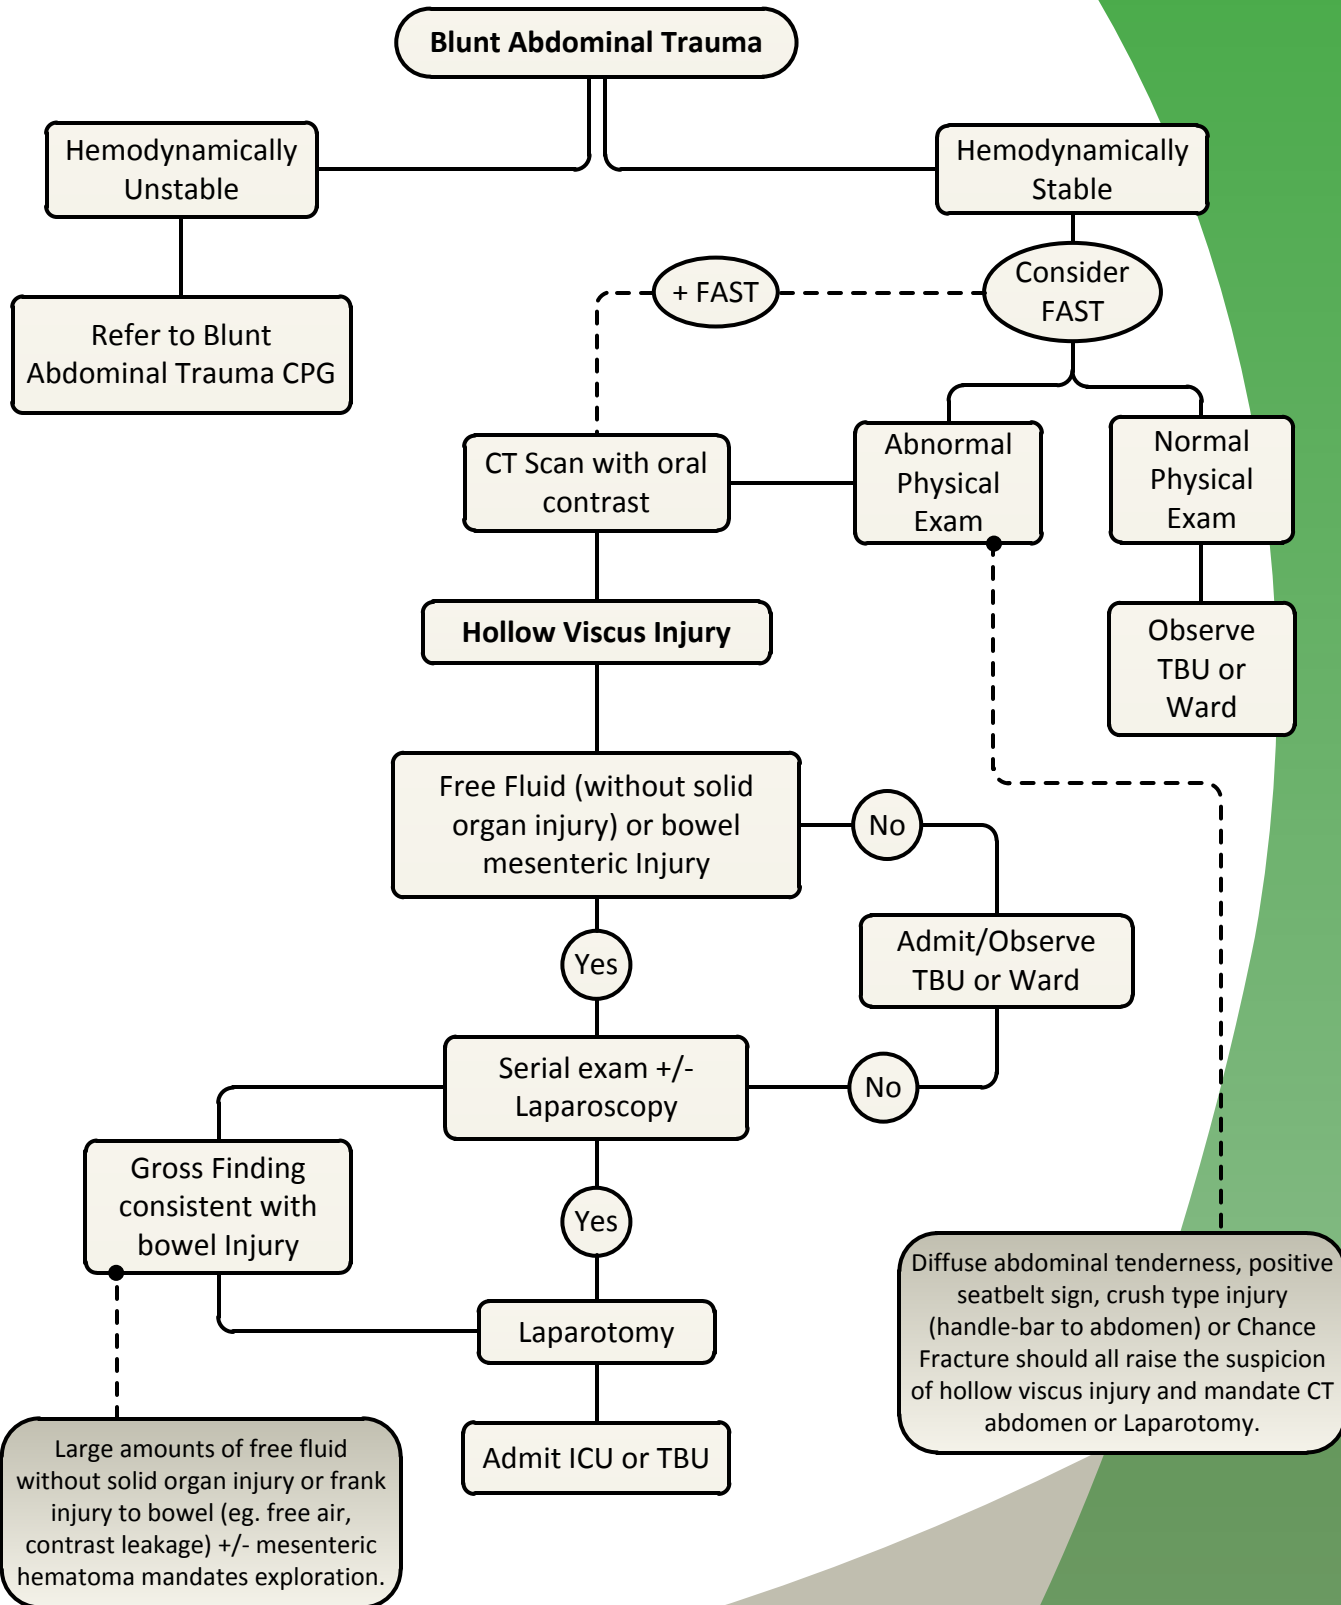 Blunt Abdominal Trauma
Hemodynamically
Unstable
Hemodynamically
Stable
Refer to Blunt
Abdominal Trauma CPG
+ FAST
Consider
FAST
CT Scan with oral
contrast
Abnormal
Physical
Exam
Normal
Physical
Exam
Observe
TBU or
Ward
Hollow Viscus Injury
Free Fluid (without solid
organ injury) or bowel
mesenteric Injury
No
Yes
Admit/Observe
TBU or Ward
Serial exam +/-
Laparoscopy
No
Gross Finding
consistent with
bowel Injury
Yes
Laparotomy
Admit ICU or TBU
Diffuse abdominal tenderness, positive
seatbelt sign, crush type injury
(handle-bar to abdomen) or Chance
Fracture should all raise the suspicion
of hollow viscus injury and mandate CT
abdomen or Laparotomy.
Large amounts of free fluid
without solid organ injury or frank
injury to bowel (eg. free air,
contrast leakage) +/- mesenteric
hematoma mandates exploration.